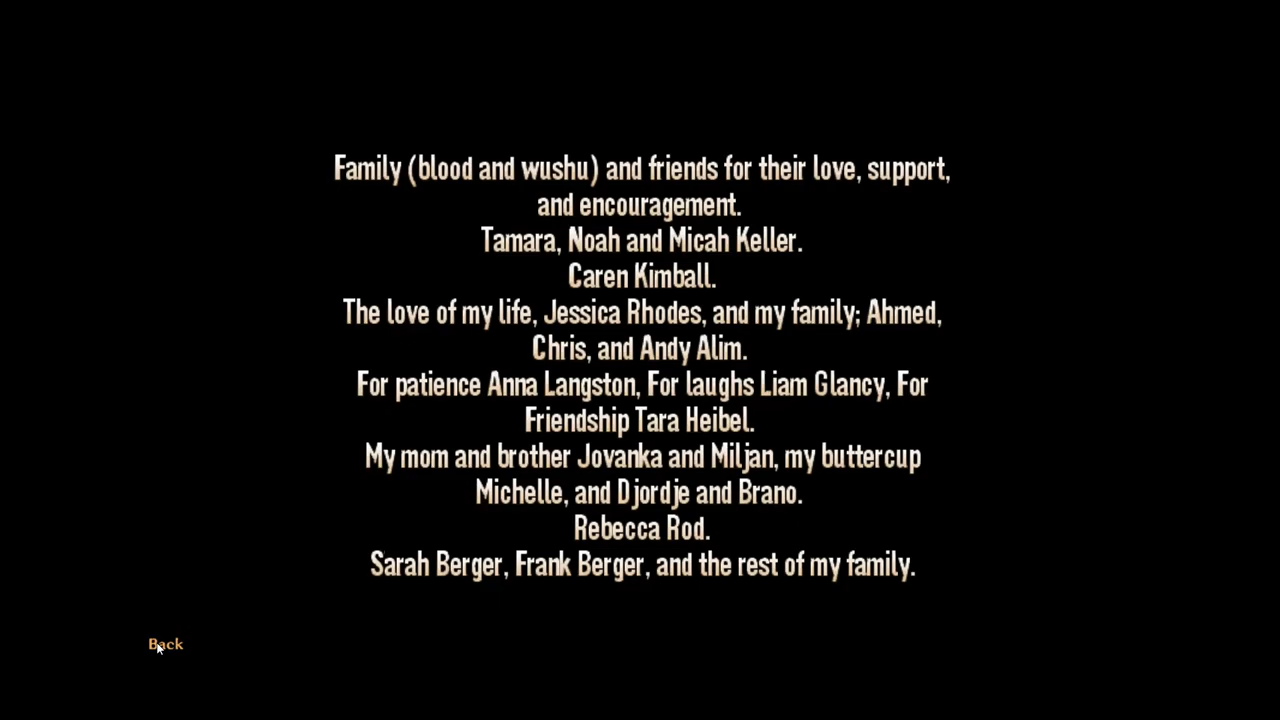 Family (blood and wushu) and friends for their love, support,
and encouragement.
Tamara, Noah and Micah Keller.
Caren Kimball.
The love of my life, Jessica Rhodes, and my family; Ahmed,
Chris, and Andy Alim.
For patience Anna Langston, For laughs Liam Glancy, For
Friendship Tara Heibel.
My mom and brother Jovanka and Miljan, my buttercup
Michelle, and Djordje and Brano.
Rebecca Rod.
Sarah Berger, Frank Berger, and the rest of my family.
Back